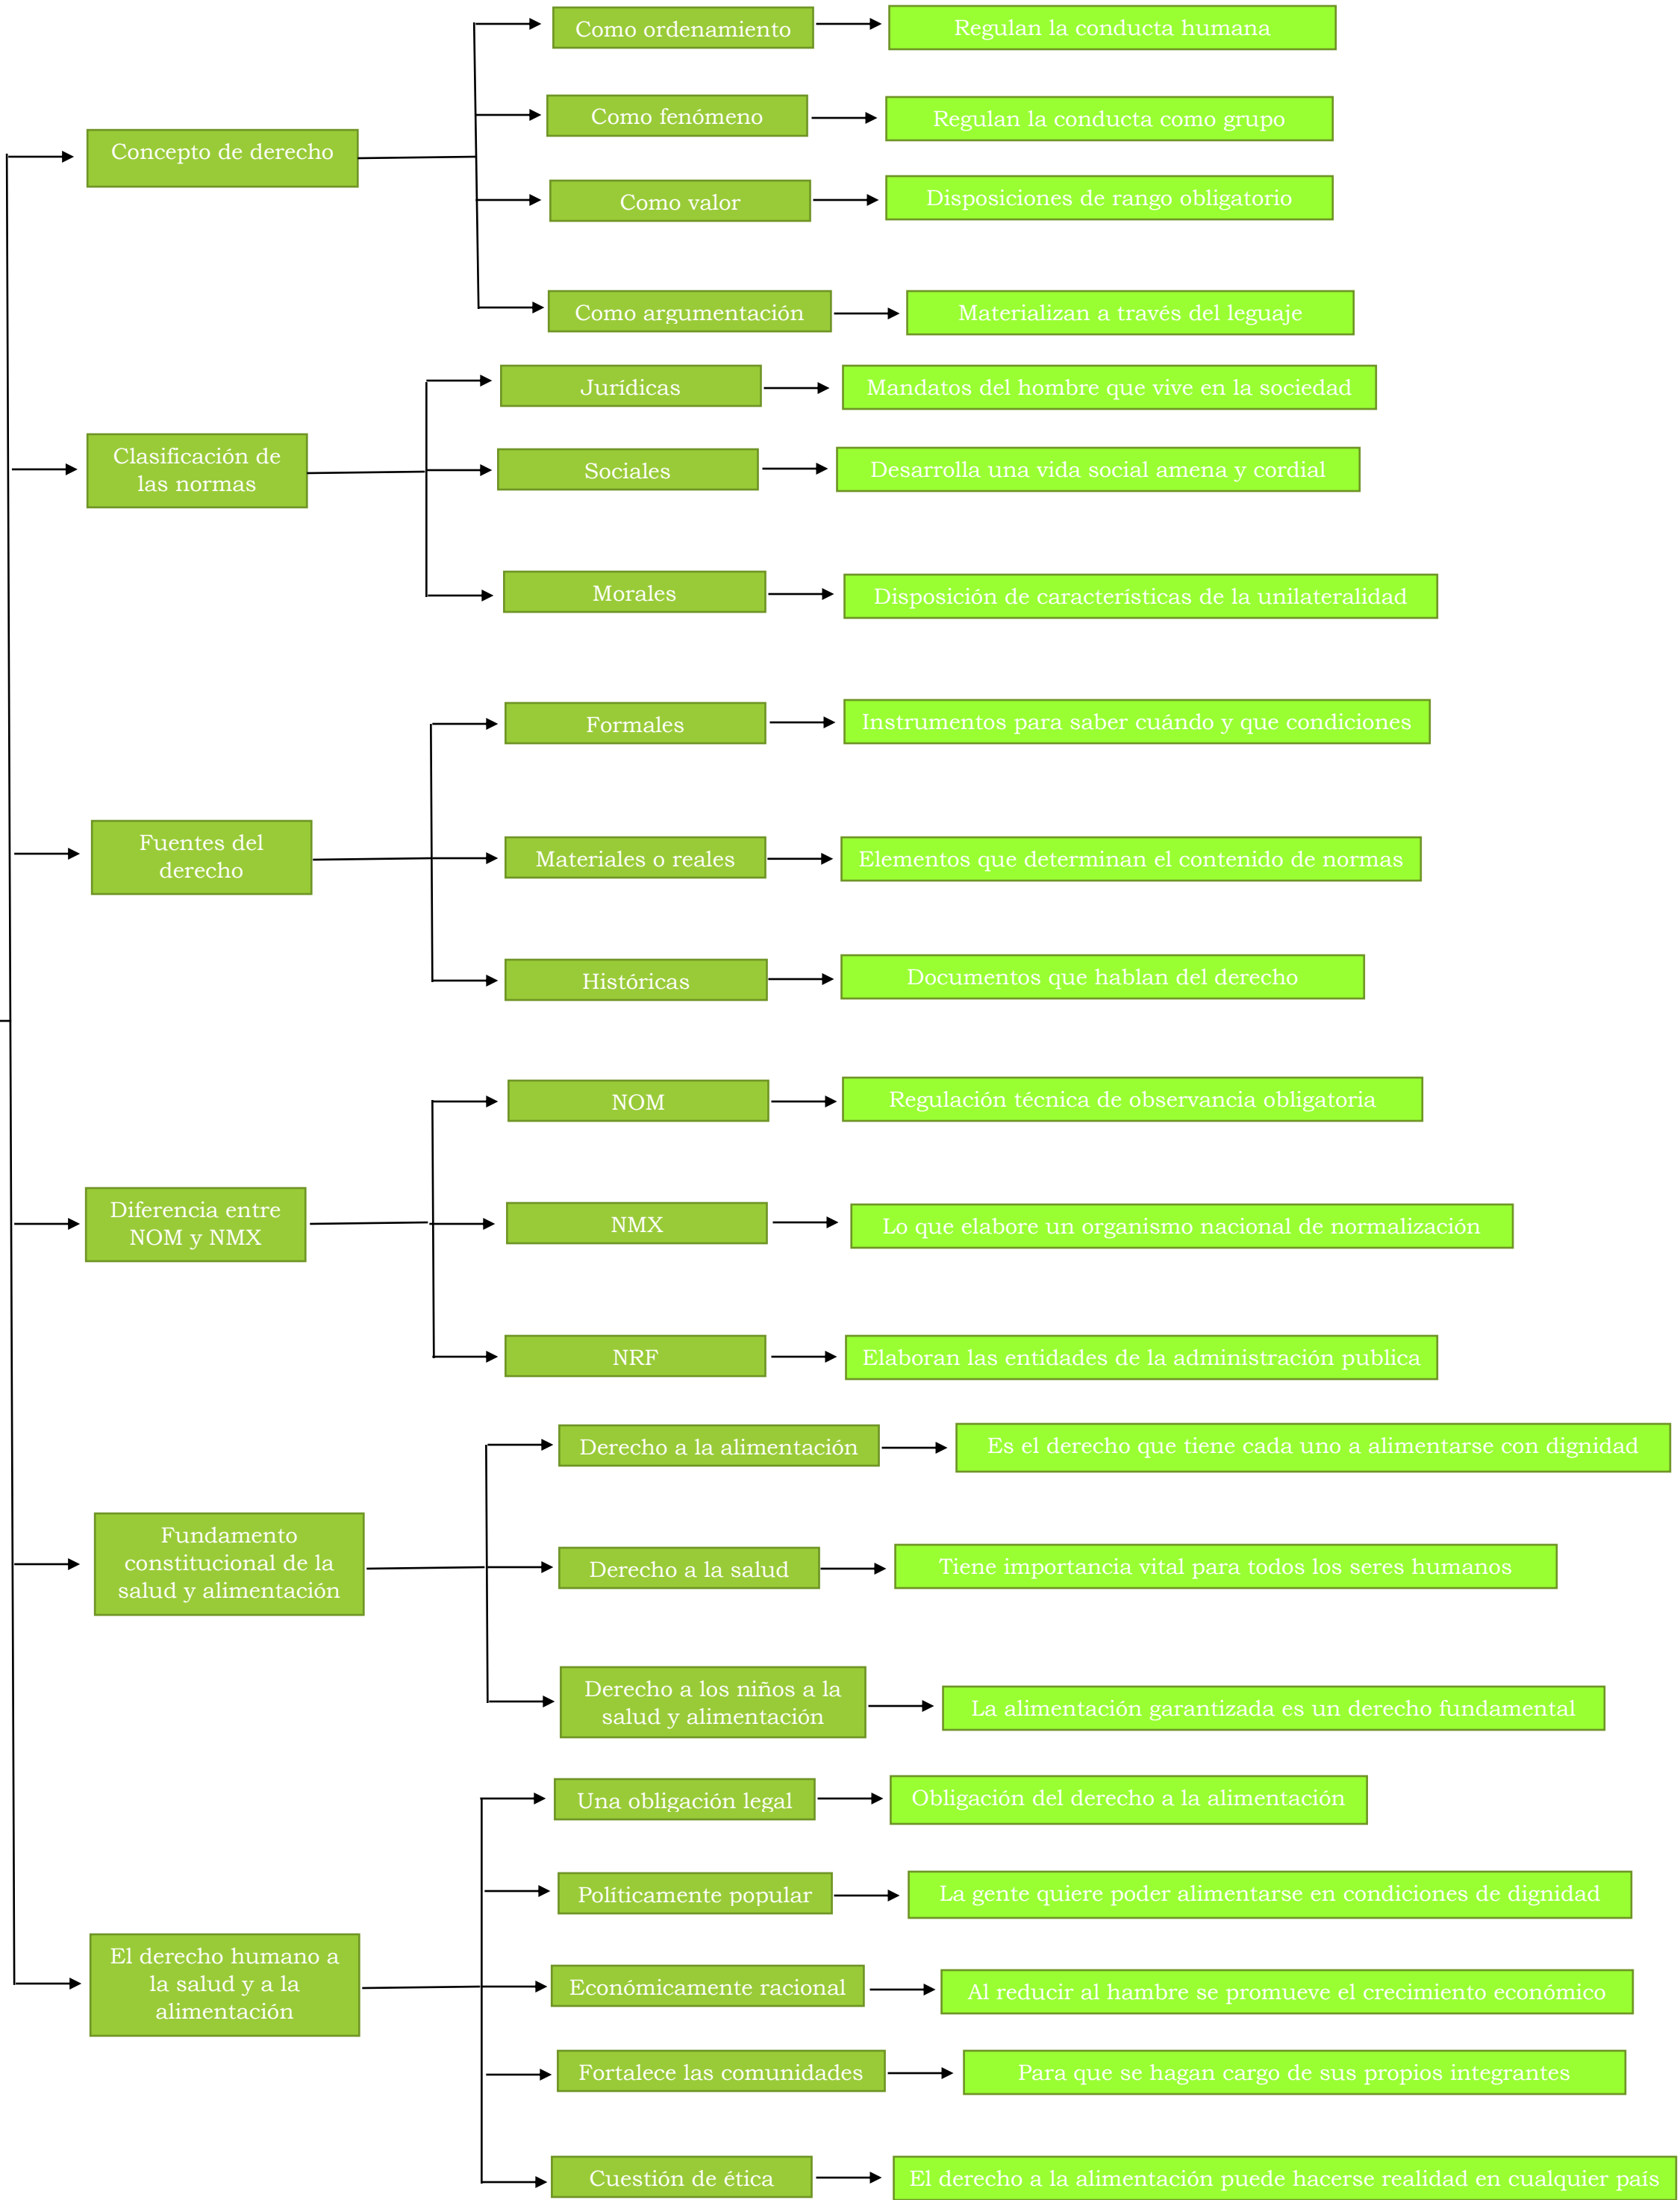 Concepto de derecho
Como ordenamiento
Regulan la conducta humana
Como fenómeno
Regulan la conducta como grupo
Como valor
Disposiciones de rango obligatorio
Como argumentación
Materializan a través del leguaje
Clasificación de
las normas
Jurídicas
Mandatos del hombre que vive en la sociedad
Sociales
Desarrolla una vida social amena y cordial
Morales
Disposición de características de la unilateralidad
Fuentes del
derecho
Formales
Instrumentos para saber cuándo y que condiciones
Materiales o reales
Elementos que determinan el contenido de normas
Históricas
Documentos que hablan del derecho
Diferencia entre
NOM y NMX
NOM
Regulación técnica de observancia obligatoria
NMX
Lo que elabore un organismo nacional de normalización
NRF
Elaboran las entidades de la administración publica
Fundamento
constitucional de la
salud y alimentación
Derecho a la alimentación
Es el derecho que tiene cada uno a alimentarse con dignidad
Derecho a la salud
Tiene importancia vital para todos los seres humanos
Derecho a los niños a la
salud y alimentación
La alimentación garantizada es un derecho fundamental
El derecho humano a
la salud y a la
alimentación
Una obligación legal
Obligación del derecho a la alimentación
Políticamente popular
La gente quiere poder alimentarse en condiciones de dignidad
Económicamente racional
Al reducir al hambre se promueve el crecimiento económico
Fortalece las comunidades
Para que se hagan cargo de sus propios integrantes
Cuestión de ética
El derecho a la alimentación puede hacerse realidad en cualquier país